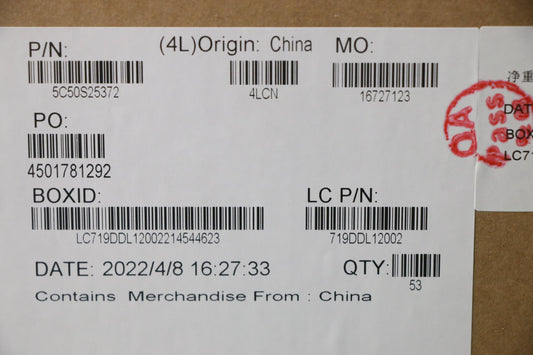 P/N: (4L)Origin: China MO:
5C50S25372 4LCN 16727123
PO:
4501781292
BOXID: LC P/N:
LC719DDL12002214544623 719DDL12002
DATE: 2022/4/8 16:27:33 QTY:
53
Contains Merchandise From : China
净重
QA
Pass
DAT
BOX
LC71